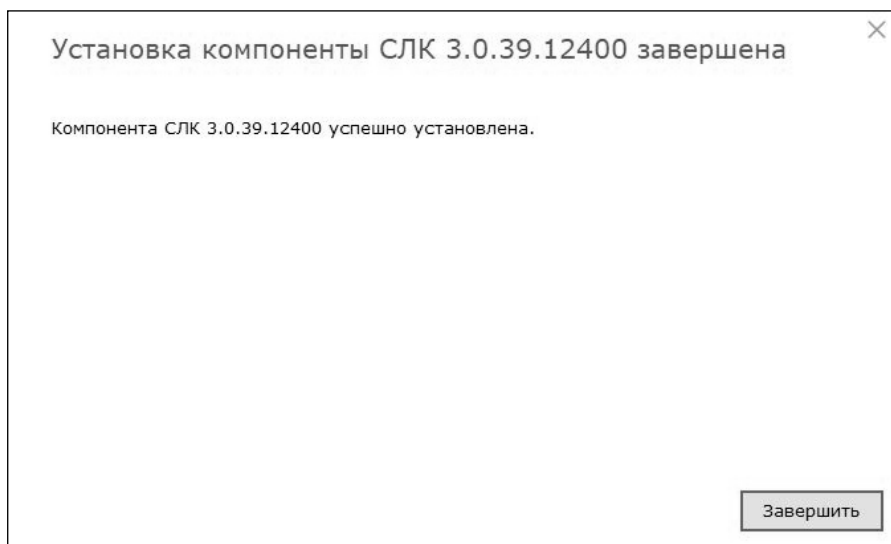 Установка компоненты СЛК 3.0.39.12400 завершена
Компонента СЛК 3.0.39.12400 успешно установлена.
Завершить